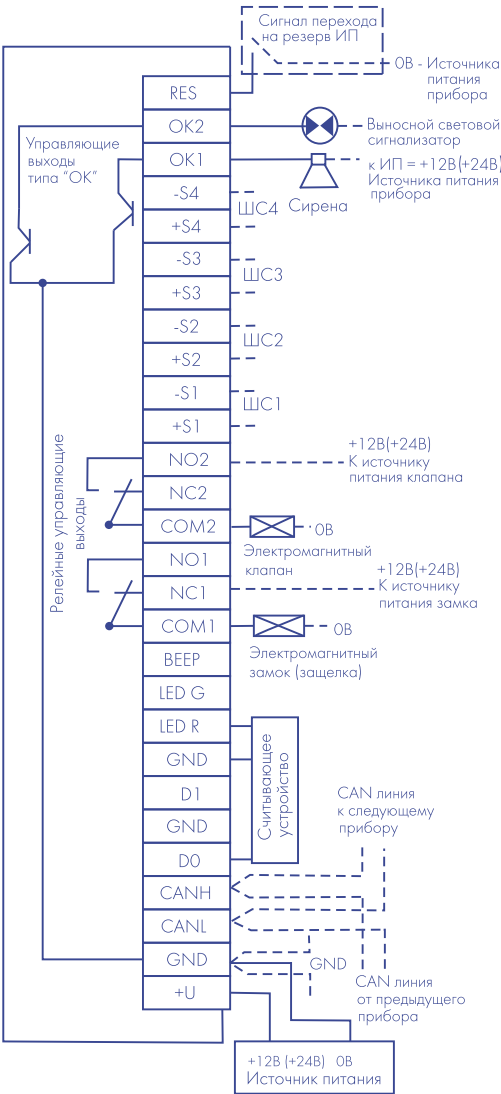 Сигнал перехода
на резерв ИП
0В - Источника
питания
прибора
RES
OK2
Выносной световой
сигнализатор
Управляющие
выходы
типа "ОК"
OK1
к ИП = +12В(+24В)
Источника питания
прибора
Сирена
-S4
ШС4
+S4
-S3
ШС3
+S3
-S2
ШС2
+S2
-S1
ШС1
+S1
Релейные управляющие
выходы
NO2
+12В(+24В)
К источнику
питания клапана
NC2
COM2
0В
Электромагнитный
клапан
NO1
+12В(+24В)
К источнику
питания замка
NC1
COM1
0В
Электромагнитный
замок (защелка)
BEEP
LED G
LED R
GND
D1
GND
D0
Считывающее
устройство
CAN линия
к следующему
прибору
CANH
CANL
GND
GND
CAN линия
от предыдущего
прибора
+U
+12В (+24В) 0В
Источник питания